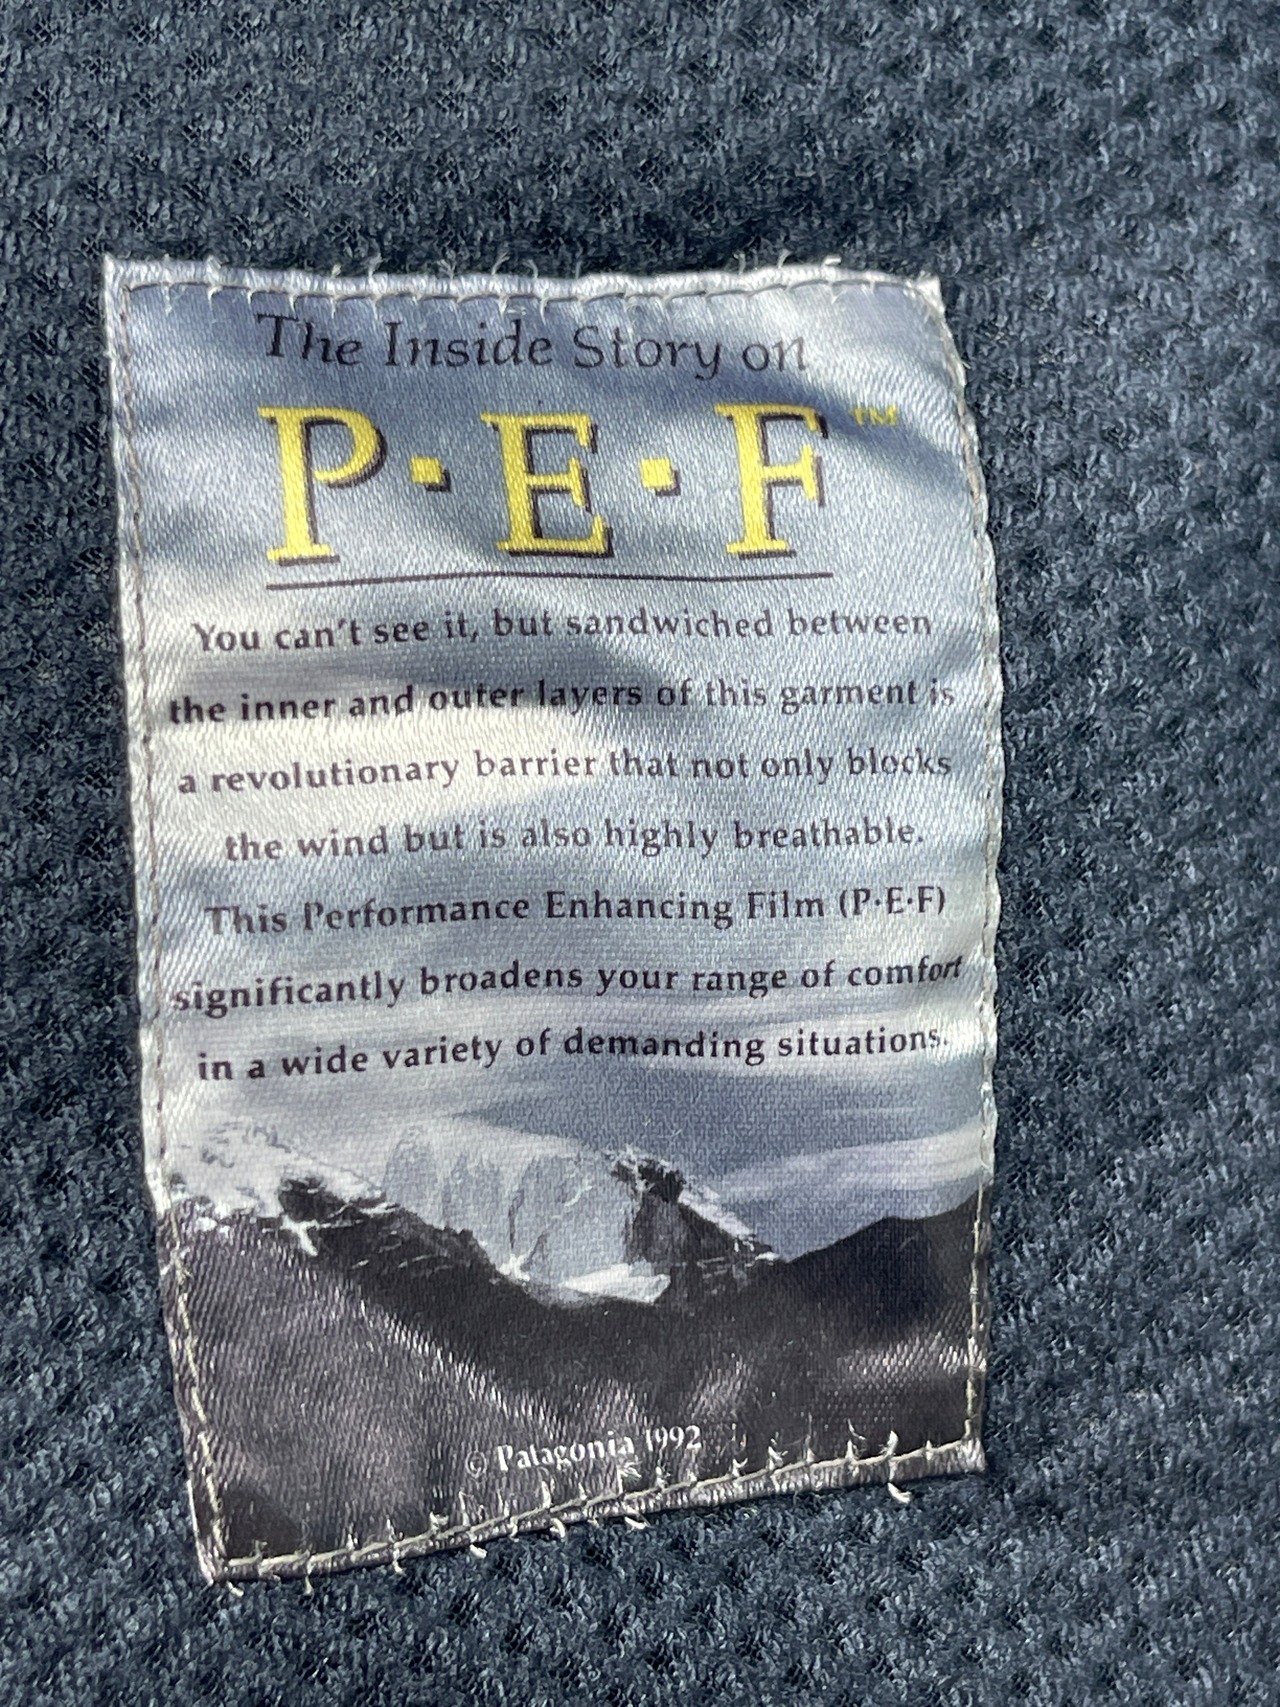 The Inside Story on
P·E·F™
You can't see it, but sandwiched between
the inner and outer layers of this garment is
a revolutionary barrier that not only blocks
the wind but is also highly breathable.
This Performance Enhancing Film (P·E·F)
significantly broadens your range of comfort
in a wide variety of demanding situations.
© Patagonia 1992